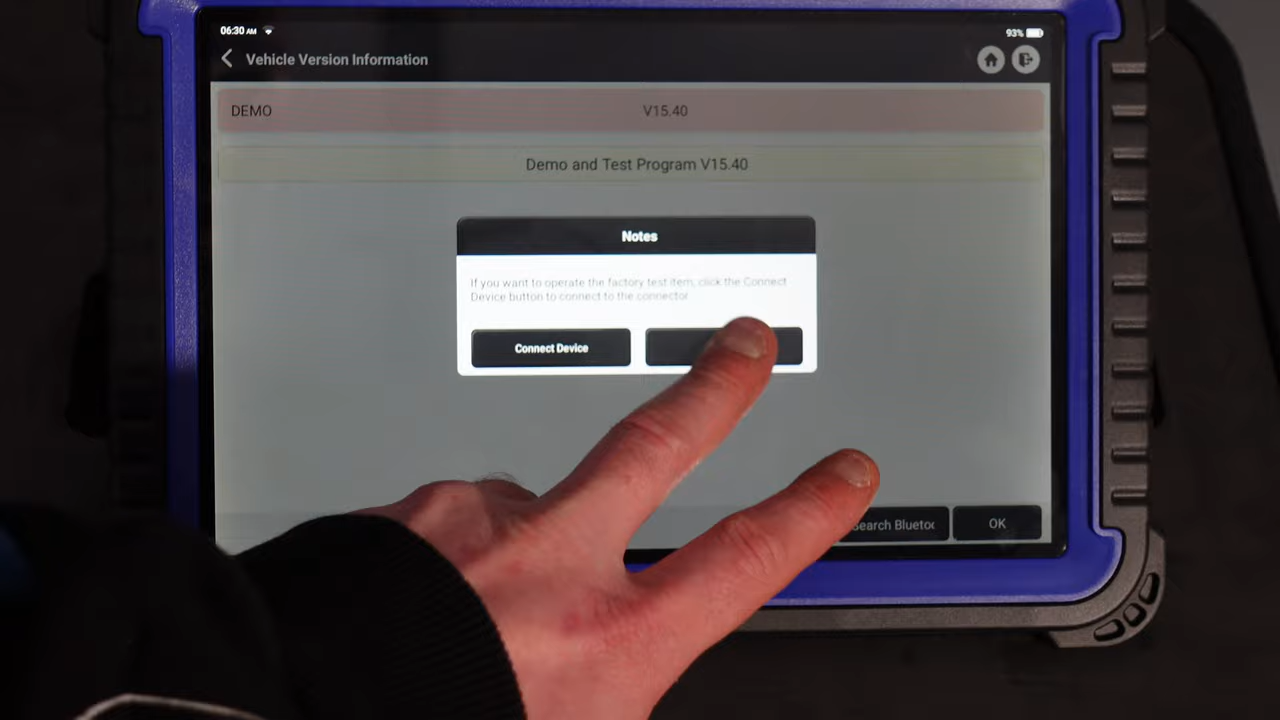 06:30 AM
93%
Vehicle Version Information
DEMO V15.40
Demo and Test Program V15.40
Notes
If you want to operate the factory test item, click the Connect
Device button to connect to the connector
Connect Device
Search Blueto
OK